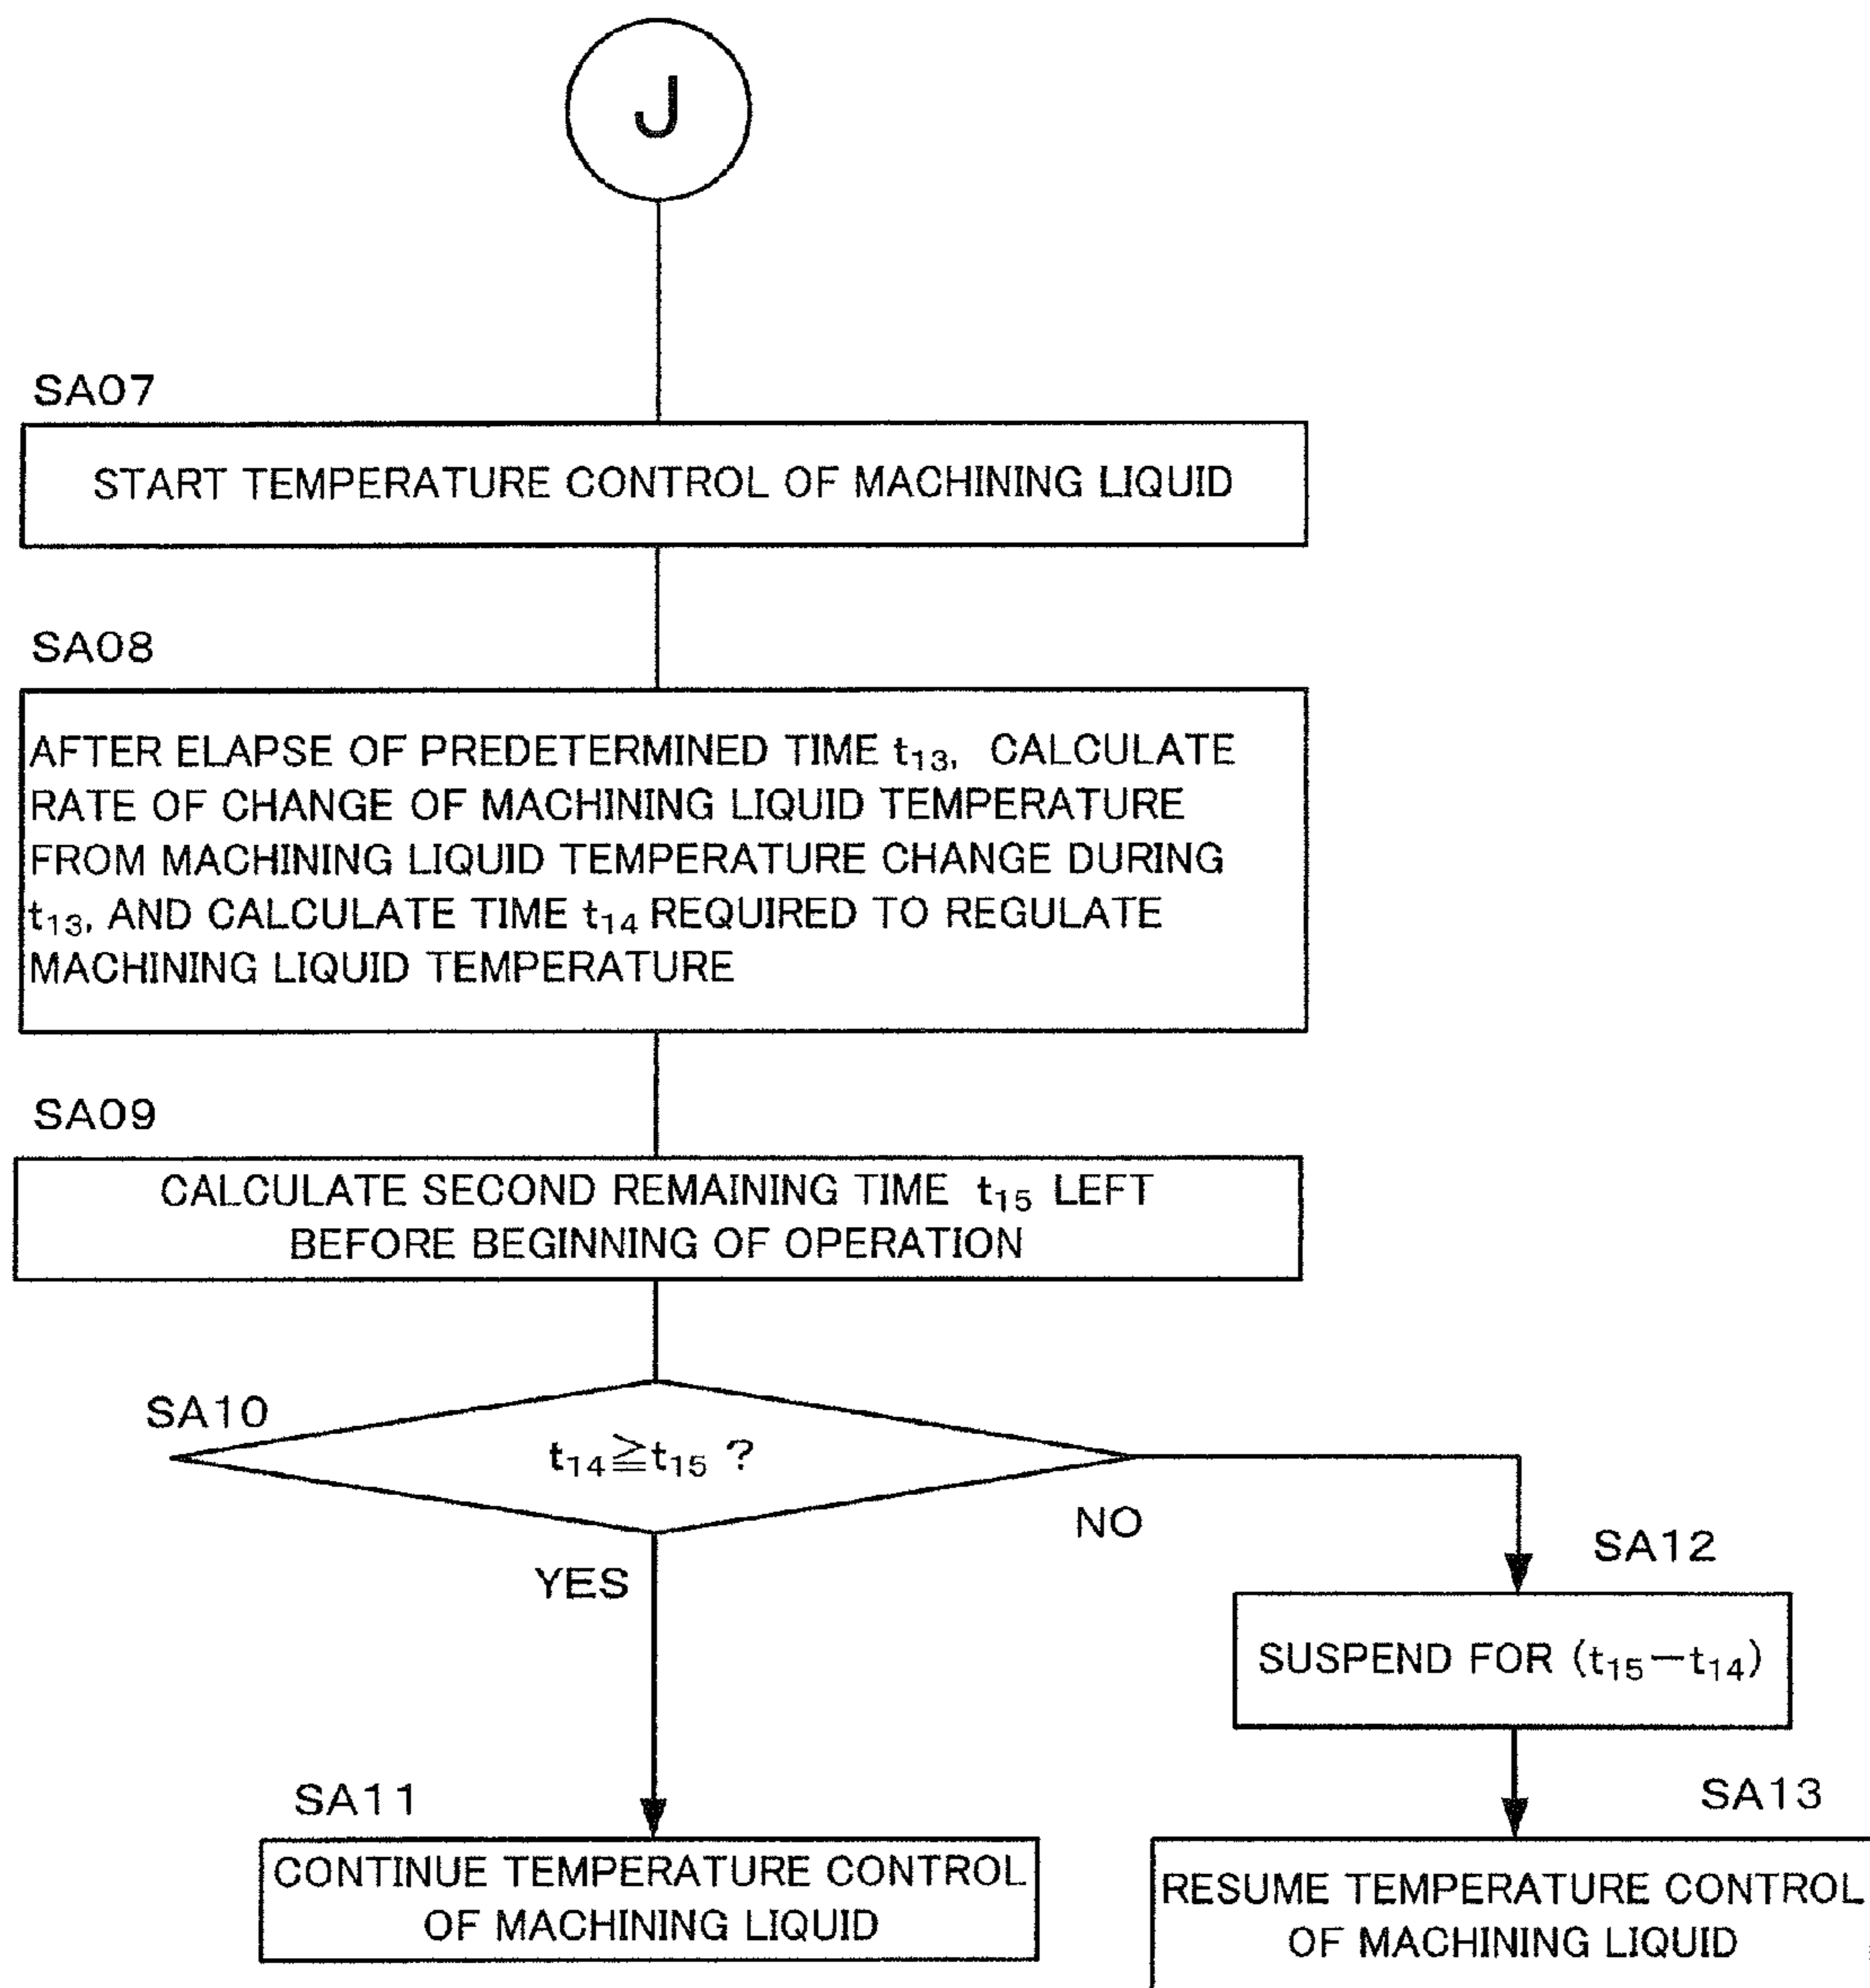 J
SA07
START TEMPERATURE CONTROL OF MACHINING LIQUID
SA08
AFTER ELAPSE OF PREDETERMINED TIME t₁₃, CALCULATE
RATE OF CHANGE OF MACHINING LIQUID TEMPERATURE
FROM MACHINING LIQUID TEMPERATURE CHANGE DURING
t₁₃, AND CALCULATE TIME t₁₄ REQUIRED TO REGULATE
MACHINING LIQUID TEMPERATURE
SA09
CALCULATE SECOND REMAINING TIME t₁₅ LEFT
BEFORE BEGINNING OF OPERATION
SA10
t₁₄≧t₁₅ ?
NO
YES
SA12
SUSPEND FOR (t₁₅−t₁₄)
SA11
CONTINUE TEMPERATURE CONTROL
OF MACHINING LIQUID
SA13
RESUME TEMPERATURE CONTROL
OF MACHINING LIQUID